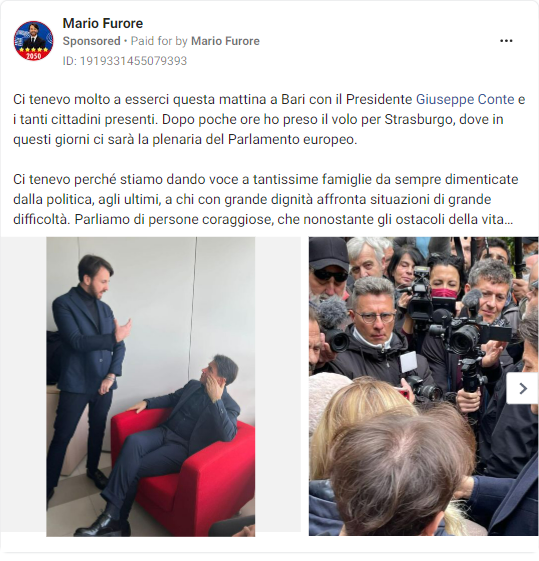 Mario Furore
Sponsored • Paid for by Mario Furore
ID: 1919331455079393
2050
Ci tenevo molto a esserci questa mattina a Bari con il Presidente Giuseppe Conte e
i tanti cittadini presenti. Dopo poche ore ho preso il volo per Strasburgo, dove in
questi giorni ci sarà la plenaria del Parlamento europeo.
Ci tenevo perché stiamo dando voce a tantissime famiglie da sempre dimenticate
dalla politica, agli ultimi, a chi con grande dignità affronta situazioni di grande
difficoltà. Parliamo di persone coraggiose, che nonostante gli ostacoli della vita...